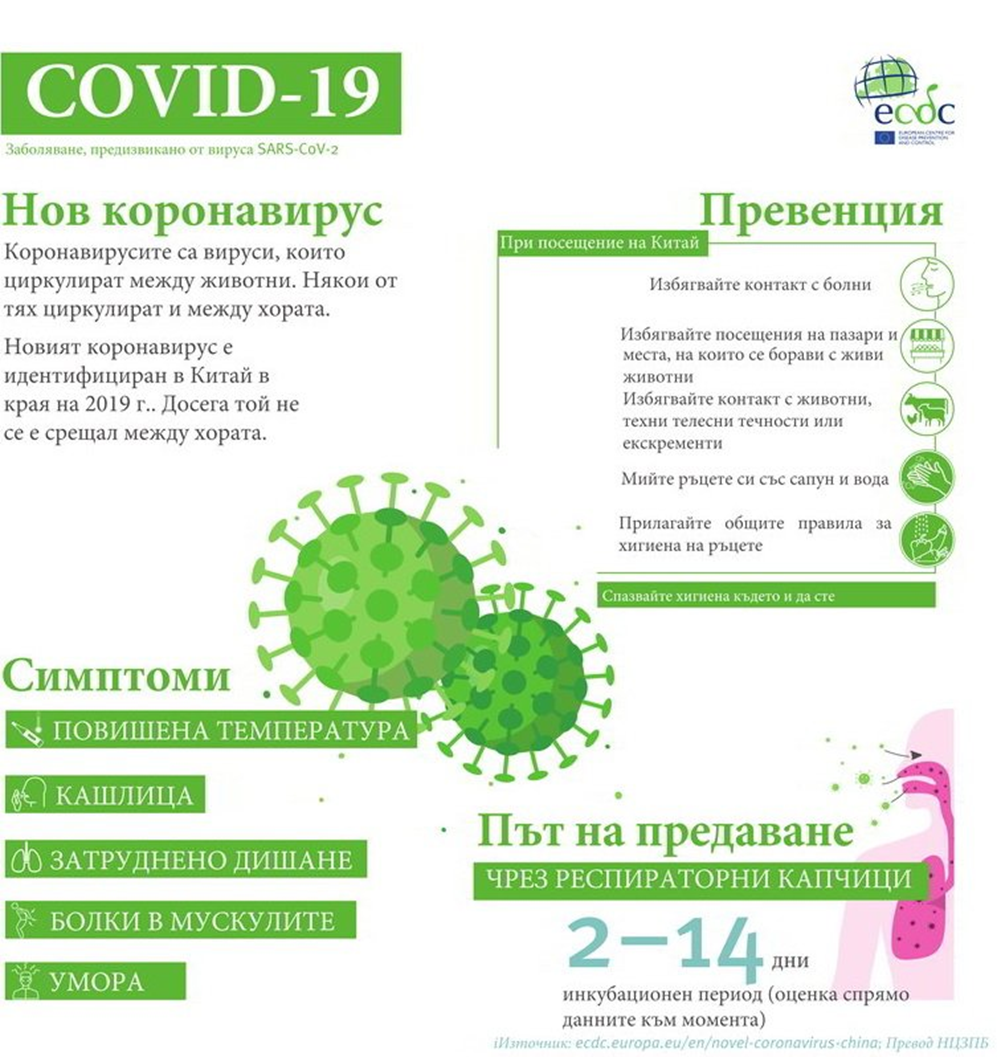 COVID-19
Заболяване, предизвикано от вируса SARS-CoV-2
ecdc
EUROPEAN CENTRE FOR
DISEASE PREVENTION
AND CONTROL
Нов коронавирус
Коронавирусите са вируси, които
циркулират между животни. Някои от
тях циркулират и между хората.
Новият коронавирус е
идентифициран в Китай в
края на 2019 г.. Досега той не
се е срещал между хората.
Превенция
При посещение на Китай
Избягвайте контакт с болни
Избягвайте посещения на пазари и
места, на които се борави с живи
животни
Избягвайте контакт с животни,
техни телесни течности или
екскременти
Мийте ръцете си със сапун и вода
Прилагайте общите правила за
хигиена на ръцете
Спазвайте хигиена където и да сте
Симптоми
ПОВИШЕНА ТЕМПЕРАТУРА
КАШЛИЦА
ЗАТРУДНЕНО ДИШАНЕ
БОЛКИ В МУСКУЛИТЕ
УМОРА
Път на предаване
ЧРЕЗ РЕСПИРАТОРНИ КАПЧИЦИ
2–14 дни
инкубационен период (оценка спрямо
данните към момента)
iИзточник: ecdc.europa.eu/en/novel-coronavirus-china; Превод НЦЗПБ